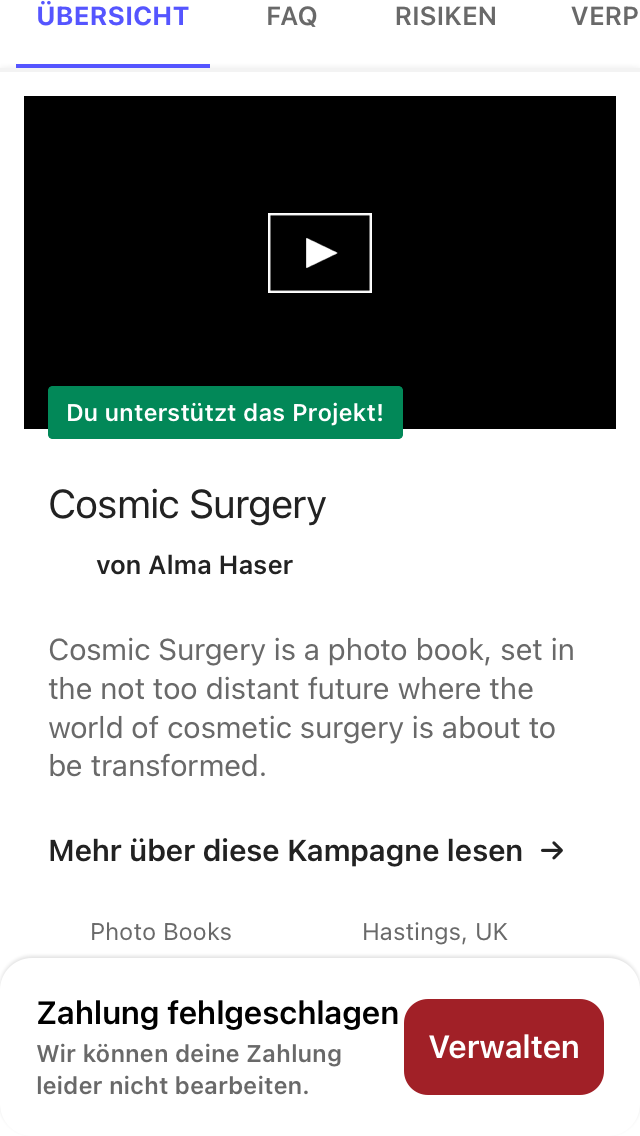 ÜBERSICHT FAQ RISIKEN VERP
Du unterstützt das Projekt!
Cosmic Surgery
von Alma Haser
Cosmic Surgery is a photo book, set in
the not too distant future where the
world of cosmetic surgery is about to
be transformed.
Mehr über diese Kampagne lesen →
Photo Books Hastings, UK
Zahlung fehlgeschlagen
Wir können deine Zahlung
leider nicht bearbeiten.
Verwalten